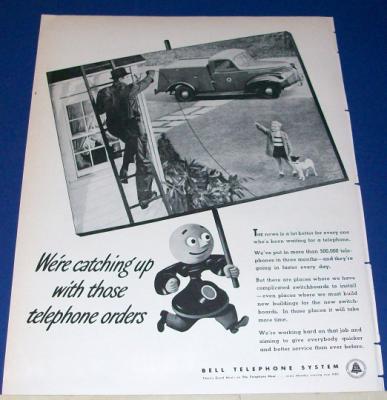 We're catching up
with those
telephone orders
THE news is a lot better for every one
who's been waiting for a telephone.
We've put in more than 500,000 tele-
phones in three months—and they're
going in faster every day.
But there are places where we have
complicated switchboards to install
—even places where we must build
new buildings for the new switch-
boards. In those places it will take
more time.
We're working hard on that job and
aiming to give everybody quicker
and better service than ever before.
BELL TELEPHONE SYSTEM